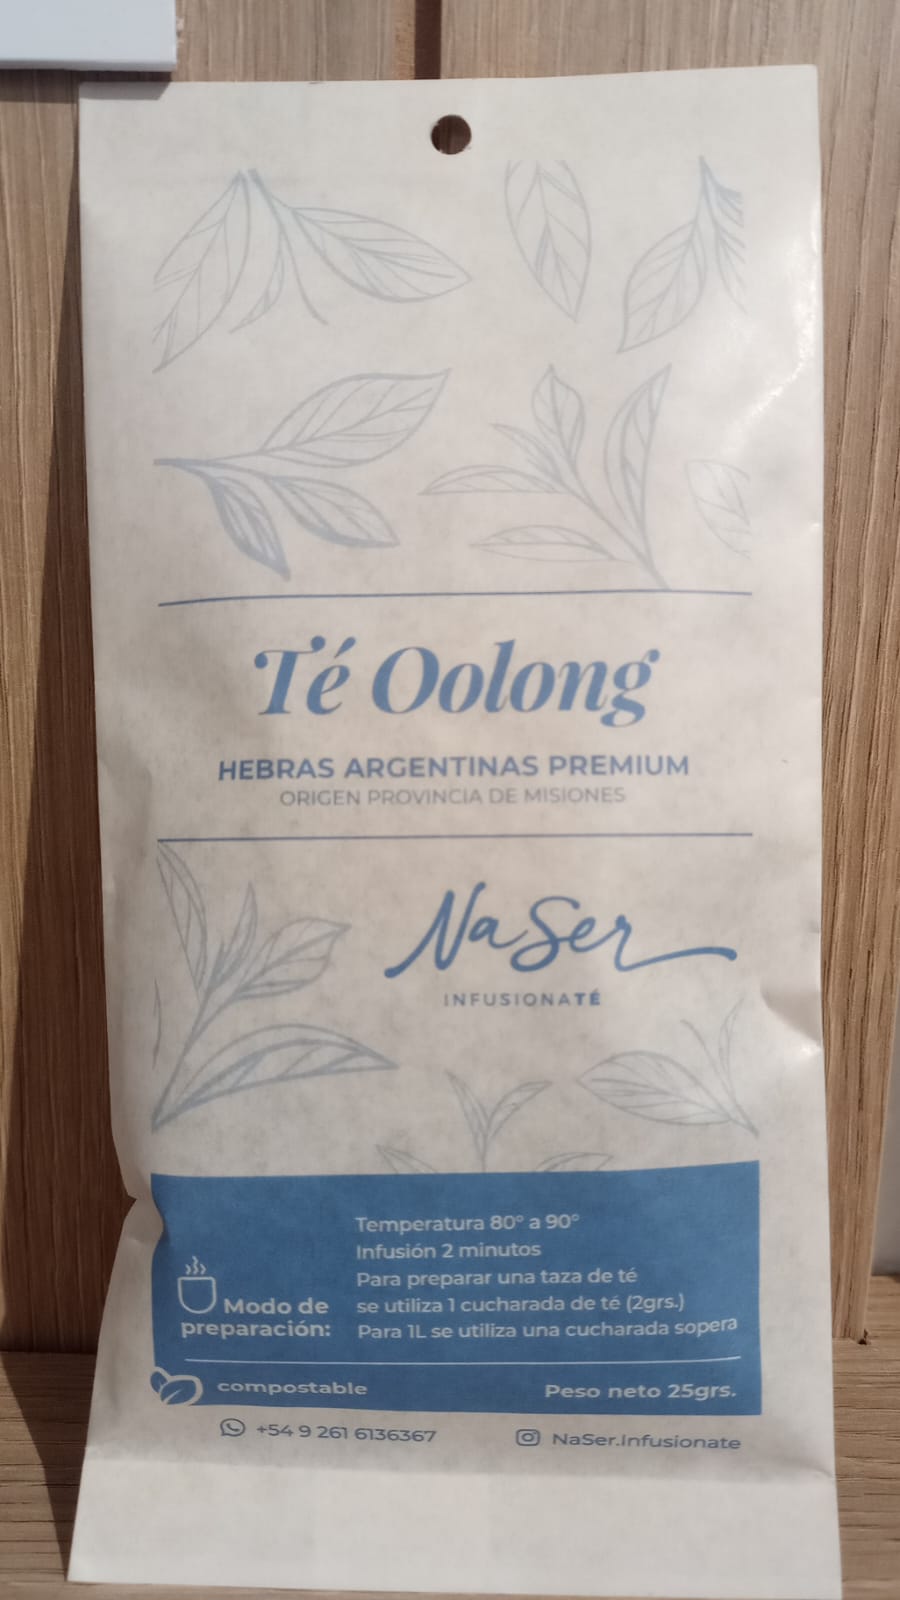 Té Oolong
HEBRAS ARGENTINAS PREMIUM
ORIGEN PROVINCIA DE MISIONES
NaSer
INFUSIONATÉ
Modo de
preparación:
Temperatura 80° a 90°
Infusión 2 minutos
Para preparar una taza de té
se utiliza 1 cucharada de té (2grs.)
Para 1L se utiliza una cucharada sopera
compostable
Peso neto 25grs.
+54 9 261 6136367
NaSer.Infusionate